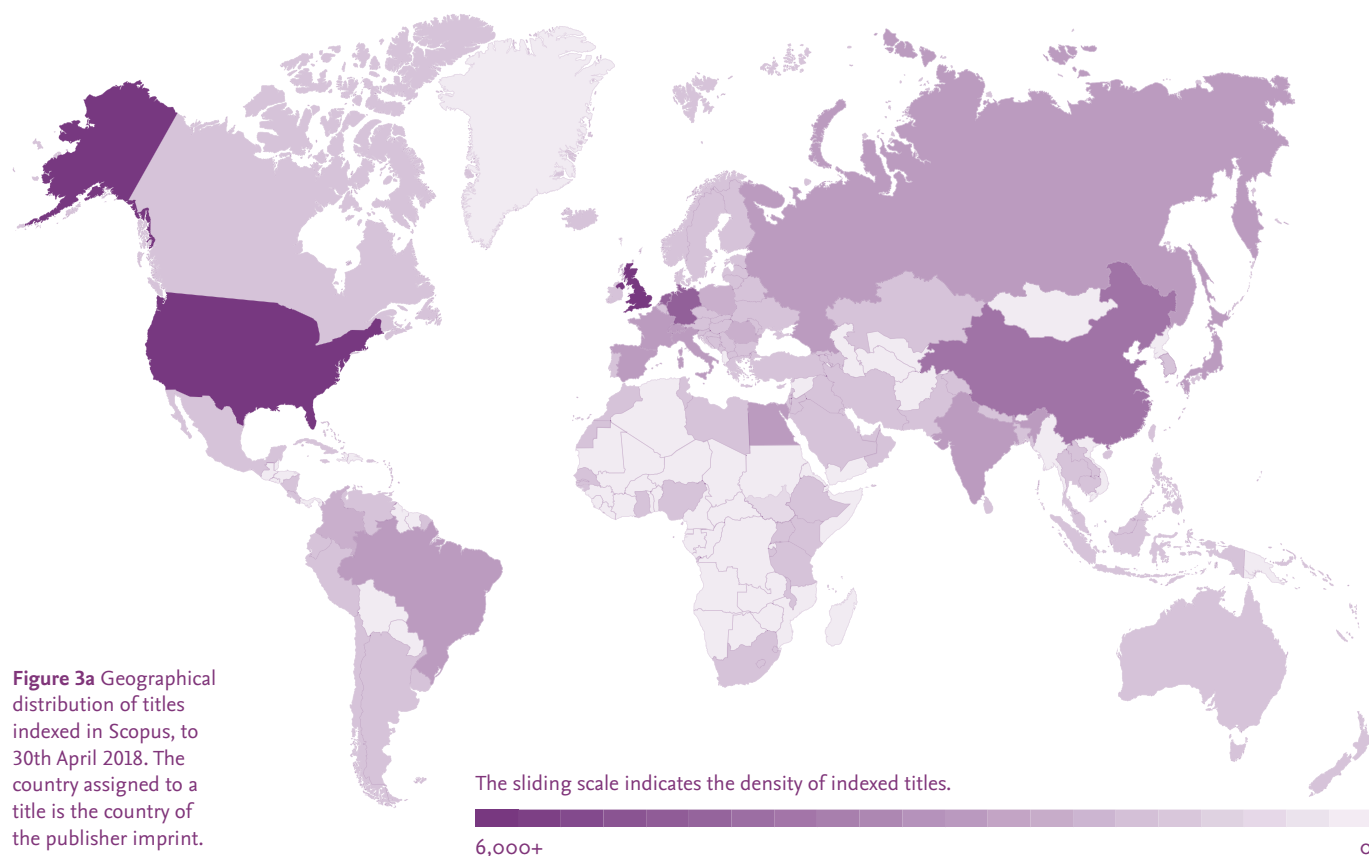 Figure 3a Geographical
distribution of titles
indexed in Scopus, to
30th April 2018. The
country assigned to a
title is the country of
the publisher imprint.
The sliding scale indicates the density of indexed titles.
6,000+ 0